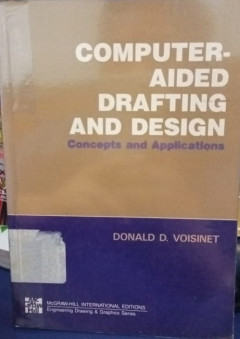 COMPUTER-
AIDED
DRAFTING
AND DESIGN
Concepts and Applications
DONALD D. VOISINET
McGRAW-HILL INTERNATIONAL EDITIONS
Engineering Drawing & Graphics Series